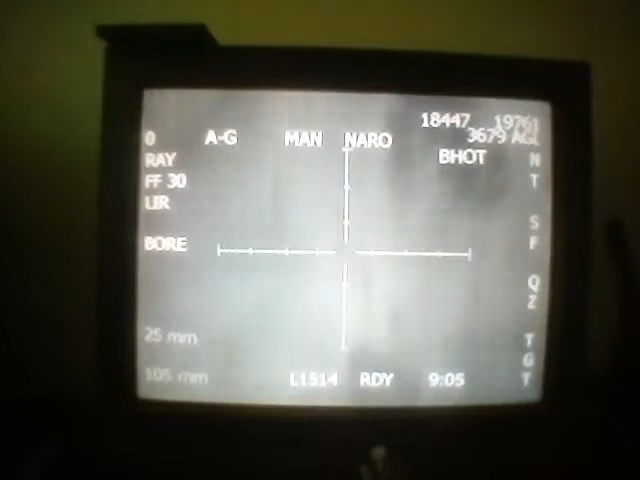 18447 19761
0 A-G MAN NARO 3679 AGL
RAY BHOT N
FF 30 T
LIR
S
BORE F
Q
Z
25 mm T
G
105 mm L1514 RDY 9:05 T